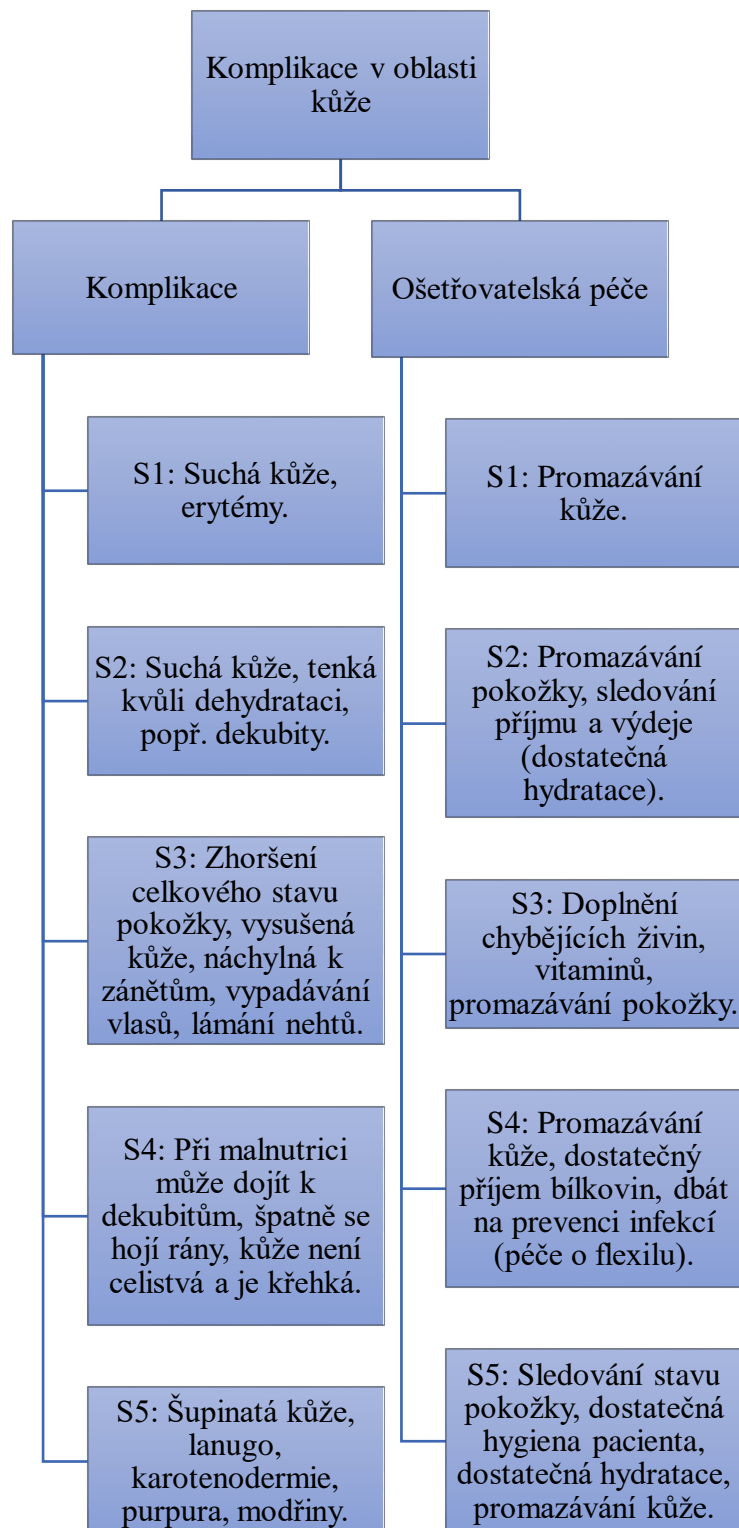 Komplikace v oblasti
kůže
Komplikace
Ošetřovatelská péče
S1: Suchá kůže,
erytémy.
S2: Suchá kůže, tenká
kvůli dehydrataci,
popř. dekubity.
S3: Zhoršení
celkového stavu
pokožky, vysušená
kůže, náchylná k
zánětům, vypadávání
vlasů, lámání nehtů.
S4: Při malnutrici
může dojít k
dekubitům, špatně se
hojí rány, kůže není
celistvá a je křehká.
S5: Šupinatá kůže,
lanugo,
karotenodermie,
purpura, modřiny.
S1: Promazávání
kůže.
S2: Promazávání
pokožky, sledování
příjmu a výdeje
(dostatečná
hydratace).
S3: Doplnění
chybějících živin,
vitaminů,
promazávání pokožky.
S4: Promazávání
kůže, dostatečný
příjem bílkovin, dbát
na prevenci infekcí
(péče o flexilu).
S5: Sledování stavu
pokožky, dostatečná
hygiena pacienta,
dostatečná hydratace,
promazávání kůže.